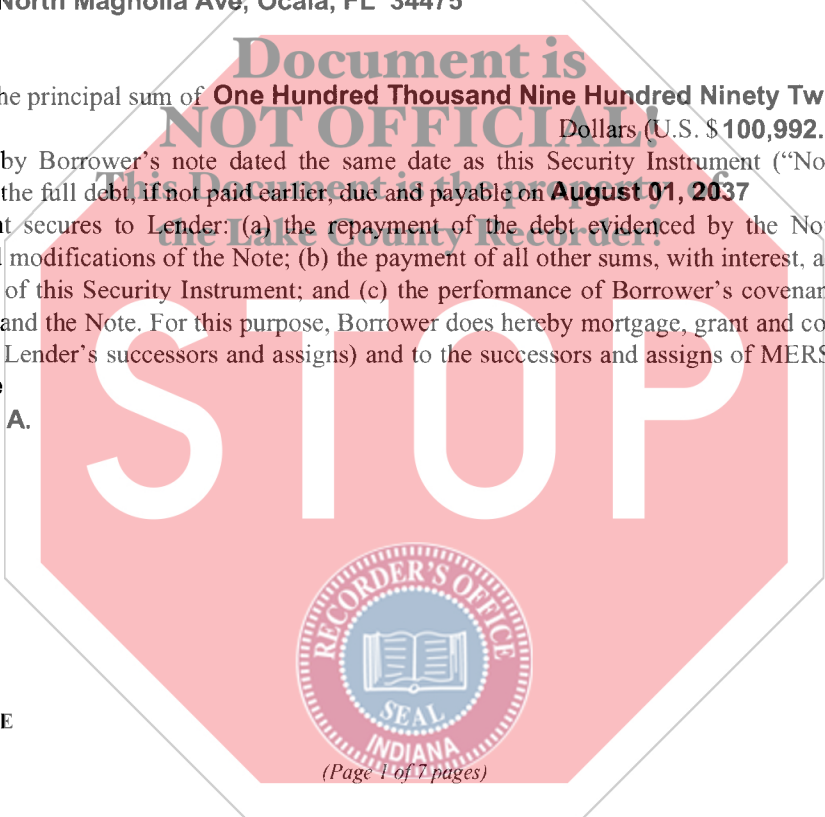 North Magnolia Ave, Ocala, FL 34475
Document is
he principal sum of One Hundred Thousand Nine Hundred Ninety Tw
NOT OFFICIAL!
Dollars (U.S. $100,992.
by Borrower's note dated the same date as this Security Instrument ("No
This Document is the property of
the full debt, if not paid earlier, due and payable on August 01, 2037
t secures to Lender: (a) the repayment of the debt evidenced by the No
the Lake County Recorder!
modifications of the Note; (b) the payment of all other sums, with interest, a
of this Security Instrument; and (c) the performance of Borrower's covenan
and the Note. For this purpose, Borrower does hereby mortgage, grant and co
Lender's successors and assigns) and to the successors and assigns of MERS
e
A.
STOP
RECORDER'S OFFICE
SEAL
INDIANA
E
(Page 1 of 7 pages)